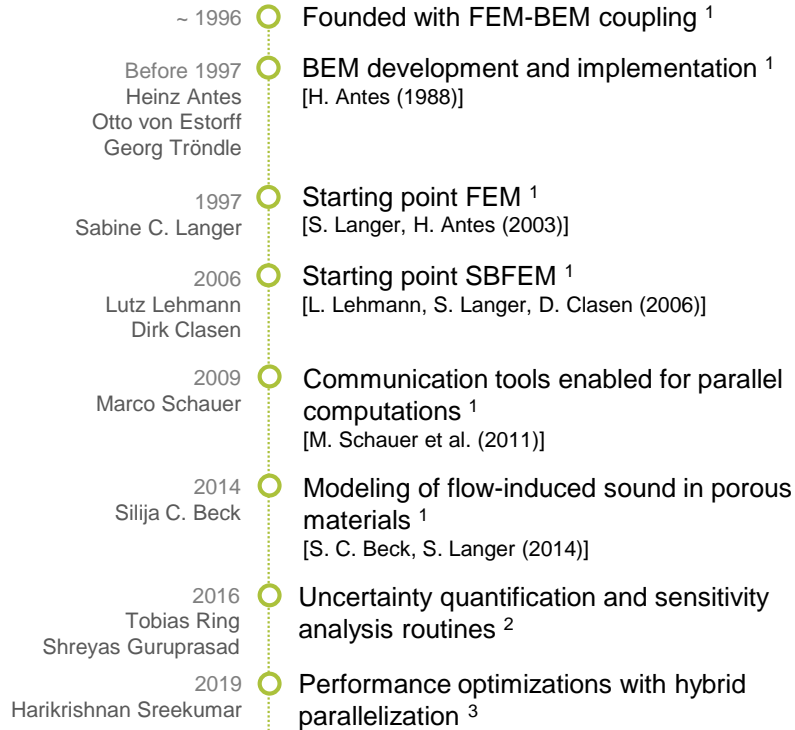 ~ 1996
Founded with FEM-BEM coupling 1
Before 1997
Heinz Antes
Otto von Estorff
Georg Tröndle
BEM development and implementation 1
[H. Antes (1988)]
1997
Sabine C. Langer
Starting point FEM 1
[S. Langer, H. Antes (2003)]
2006
Lutz Lehmann
Dirk Clasen
Starting point SBFEM 1
[L. Lehmann, S. Langer, D. Clasen (2006)]
2009
Marco Schauer
Communication tools enabled for parallel
computations 1
[M. Schauer et al. (2011)]
2014
Silija C. Beck
Modeling of flow-induced sound in porous
materials 1
[S. C. Beck, S. Langer (2014)]
2016
Tobias Ring
Shreyas Guruprasad
Uncertainty quantification and sensitivity
analysis routines 2
2019
Harikrishnan Sreekumar
Performance optimizations with hybrid
parallelization 3